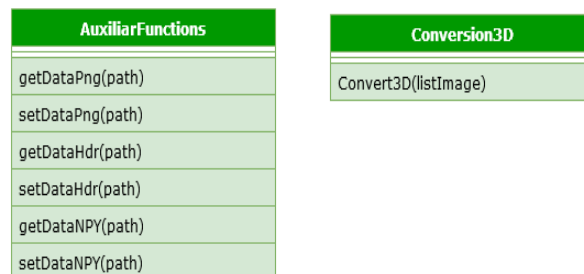 AuxiliarFunctions
getDataPng(path)
setDataPng(path)
getDataHdr(path)
setDataHdr(path)
getDataNPY(path)
setDataNPY(path)
Conversion3D
Convert3D(listImage)